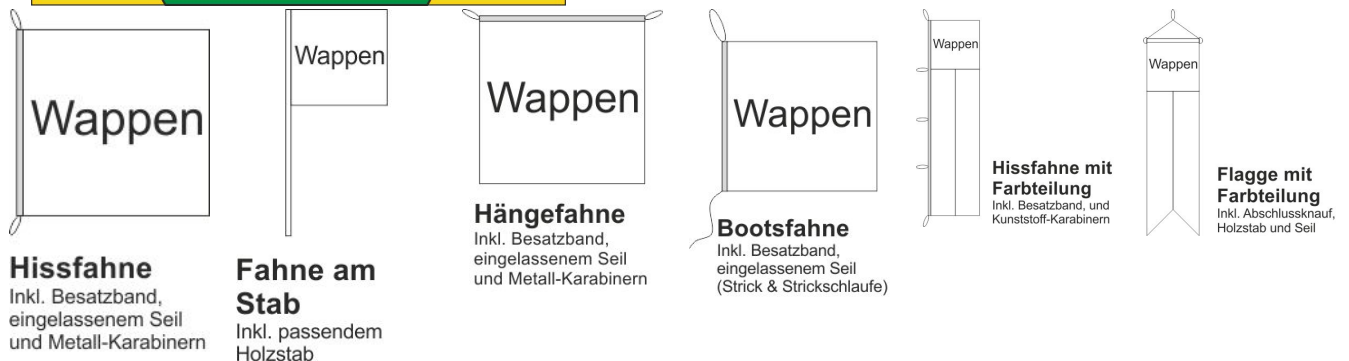 Wappen
Hissfahne
Inkl. Besatzband,
eingelassenem Seil
und Metall-Karabinern
Wappen
Fahne am
Stab
Inkl. passendem
Holzstab
Wappen
Hängefahne
Inkl. Besatzband,
eingelassenem Seil
und Metall-Karabinern
Wappen
Bootsfahne
Inkl. Besatzband,
eingelassenem Seil
(Strick & Strickschlaufe)
Wappen
Hissfahne mit
Farbteilung
Inkl. Besatzband, und
Kunststoff-Karabinern
Wappen
Flagge mit
Farbteilung
Inkl. Abschlussknauf,
Holzstab und Seil